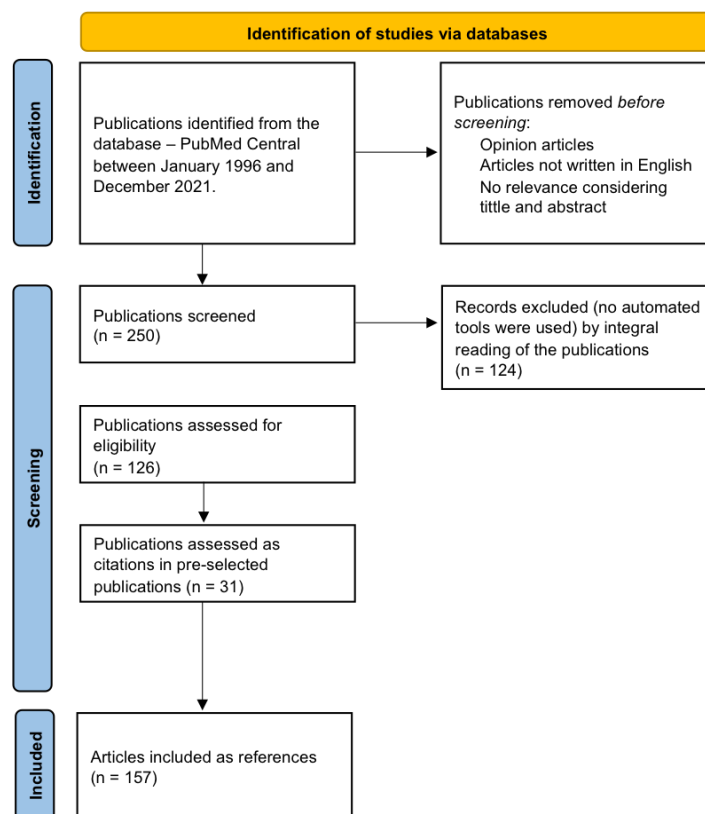 Identification of studies via databases
Identification
Publications identified from the
database – PubMed Central
between January 1996 and
December 2021.
Publications removed before
screening:
Opinion articles
Articles not written in English
No relevance considering
tittle and abstract
Screening
Publications screened
(n = 250)
Records excluded (no automated
tools were used) by integral
reading of the publications
(n = 124)
Publications assessed for
eligibility
(n = 126)
Publications assessed as
citations in pre-selected
publications (n = 31)
Included
Articles included as references
(n = 157)